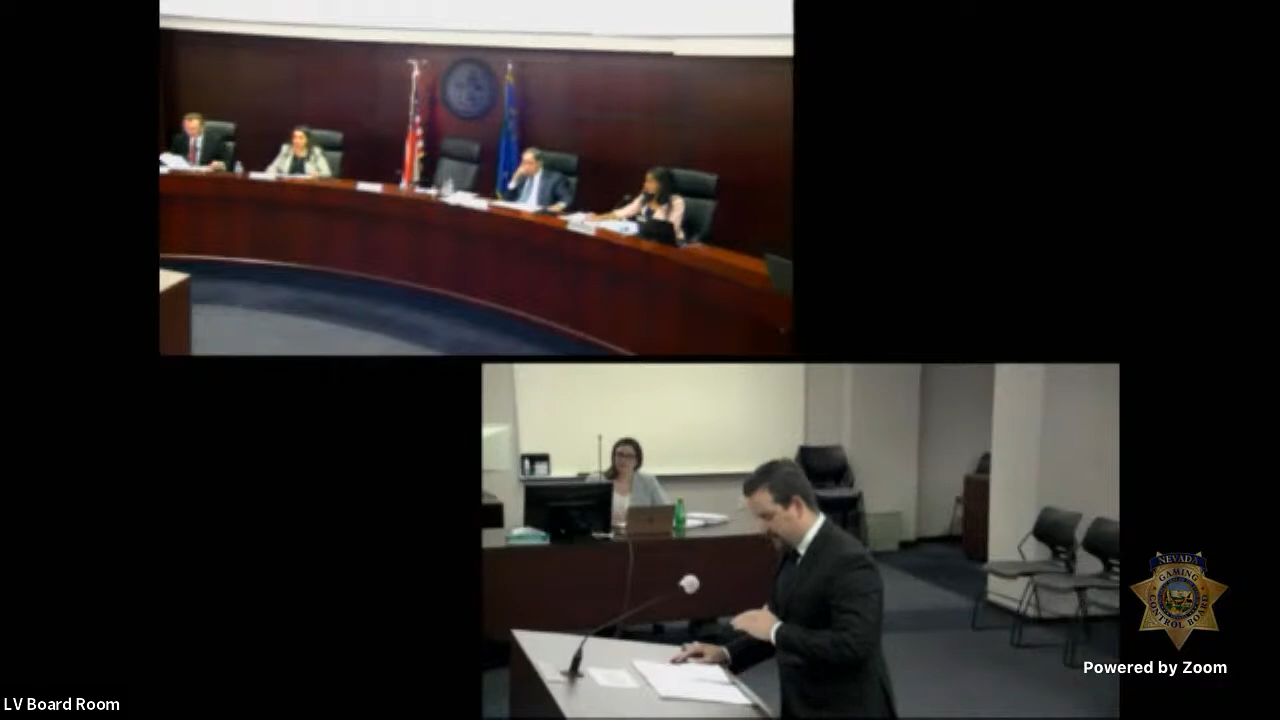 NEVADA
GAMING
CONTROL BOARD
Powered by Zoom
LV Board Room